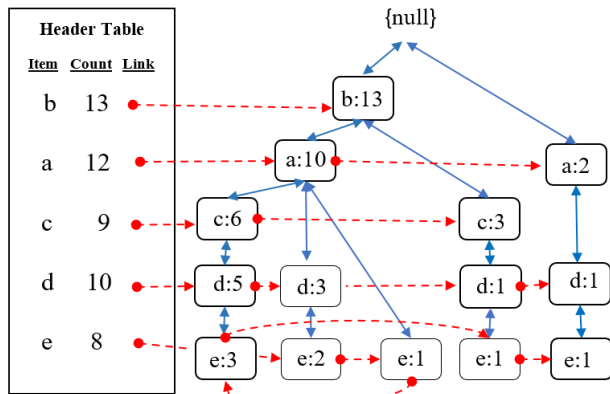 {null}
Header Table
Item Count Link
b 13
b:13
a 12
a:10
a:2
c 9
c:6
c:3
d 10
d:5
d:3
d:1
d:1
e 8
e:3
e:2
e:1
e:1
e:1